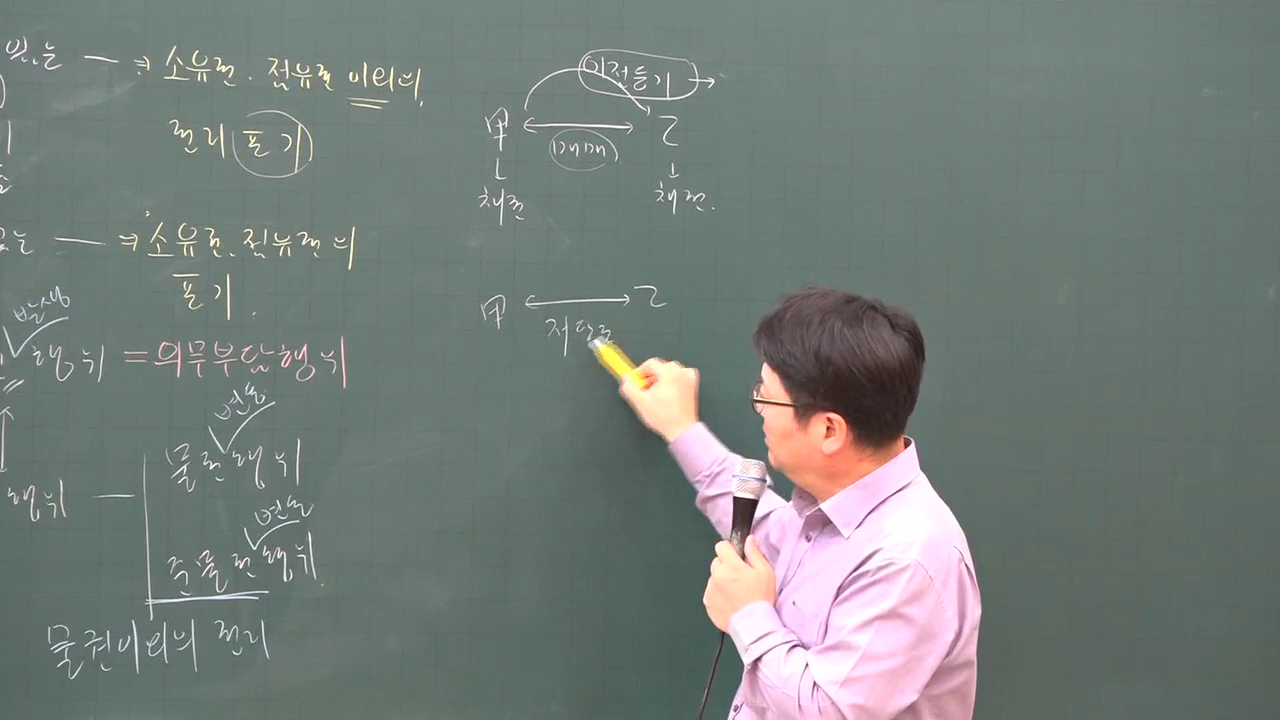 있는 → 소유권·점유권 이외의
권리 포기
없는 → 소유권·점유권의
포기.
발생
행위 = 의무부담행위
변동
물권행위
변동
행위 — 준물권행위.
물권이외의 권리
이전등기 →
甲 ↔ 乙
매매
↓ ↓
채권 채권.
甲 ↔ 乙
저당권